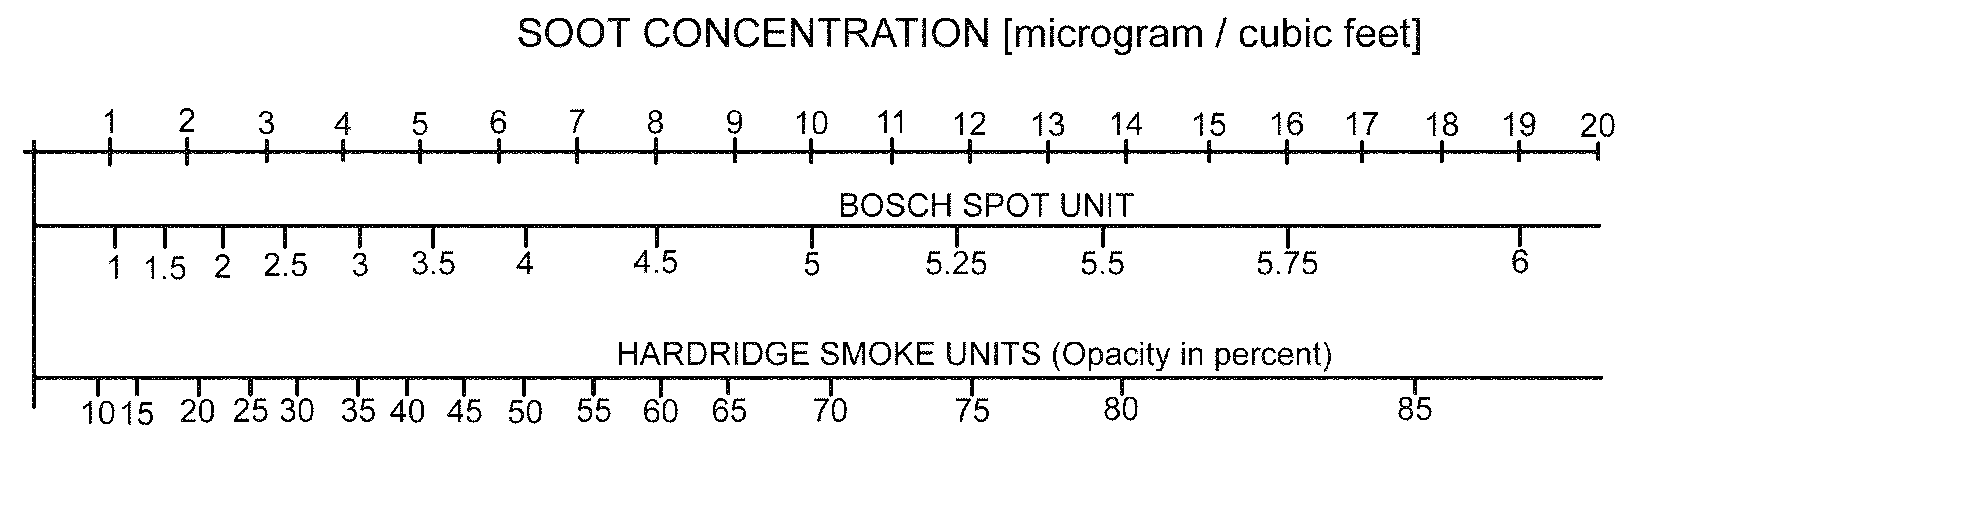 SOOT CONCENTRATION [microgram / cubic feet]
1 2 3 4 5 6 7 8 9 10 11 12 13 14 15 16 17 18 19 20
BOSCH SPOT UNIT
1 1.5 2 2.5 3 3.5 4 4.5 5 5.25 5.5 5.75 6
HARDRIDGE SMOKE UNITS (Opacity in percent)
10 15 20 25 30 35 40 45 50 55 60 65 70 75 80 85